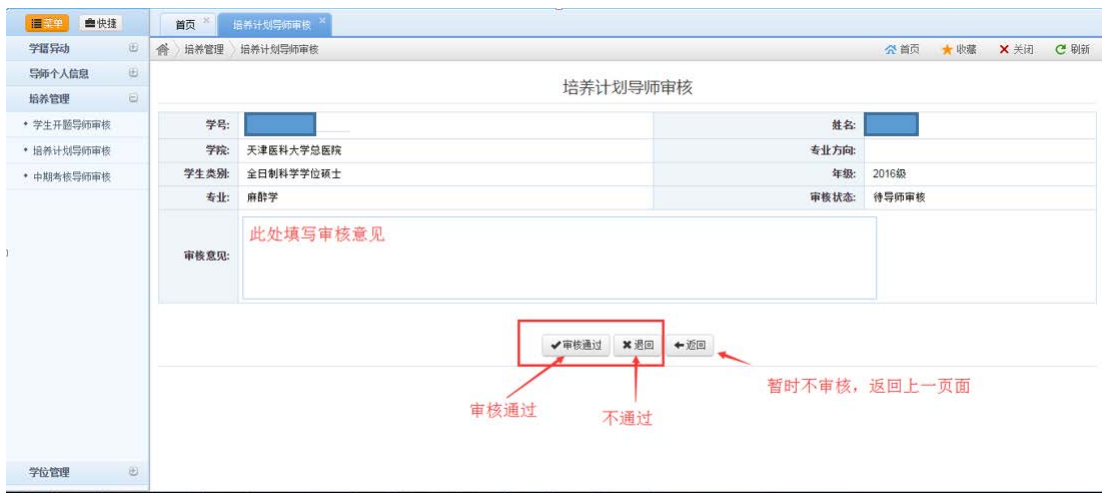 菜单 快捷
首页 培养计划导师审核
学籍异动
培养管理 培养计划导师审核
首页 收藏 关闭 刷新
导师个人信息
培养管理
学生开题导师审核
培养计划导师审核
中期考核导师审核
学位管理
培养计划导师审核
学号: 姓名:
学院: 天津医科大学总医院 专业方向:
学生类别: 全日制科学学位硕士 年级: 2016级
专业: 麻醉学 审核状态: 待导师审核
审核意见: 此处填写审核意见
审核通过 退回 返回
暂时不审核，返回上一页面
审核通过
不通过